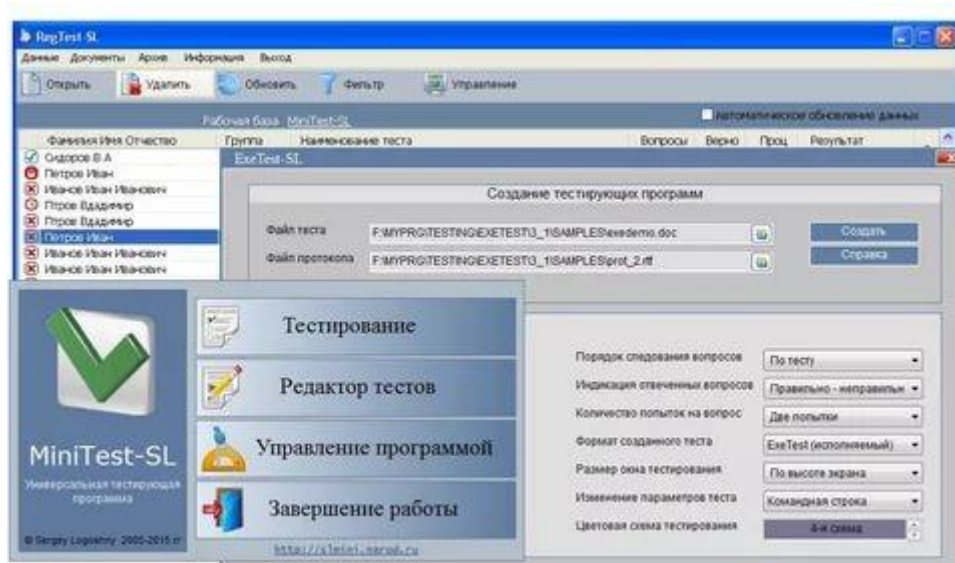 RegTest-SL
Данные Документы Архив Информация Выход
Открыть Удалить Обновить Фильтр Управление
Рабочая база MiniTest-SL автоматическое обновление данных
Фамилия Имя Отчество Группа Наименование теста Вопросы Верно Проц Результат
Сидоров В.А
Петров Иван
Иванов Иван Иванович
Птров Владимир
Птров Владимир
Петров Иван
Иванов Иван Иванович
Иванов Иван Иванович
ExeTest-SL
Создание тестирующих программ
Файл теста F:\MYPRG\TESTING\EXETEST\3_1\SAMPLES\exedemo.doc Создать
Файл протокола F:\MYPRG\TESTING\EXETEST\3_1\SAMPLES\prot_2.rtf Справка
Порядок следования вопросов По тесту
Индикация отвеченных вопросов Правильно - неправильн
Количество попыток на вопрос Две попытки
Формат созданного теста ExeTest (исполняемый)
Размер окна тестирования По высоте экрана
Изменение параметров теста Командная строка
Цветовая схема тестирования 4-я схема
MiniTest-SL
Универсальная тестирующая
программа
© Sergey Logushny 2005-2015 гг
Тестирование
Редактор тестов
Управление программой
Завершение работы
http://slmini.narod.ru